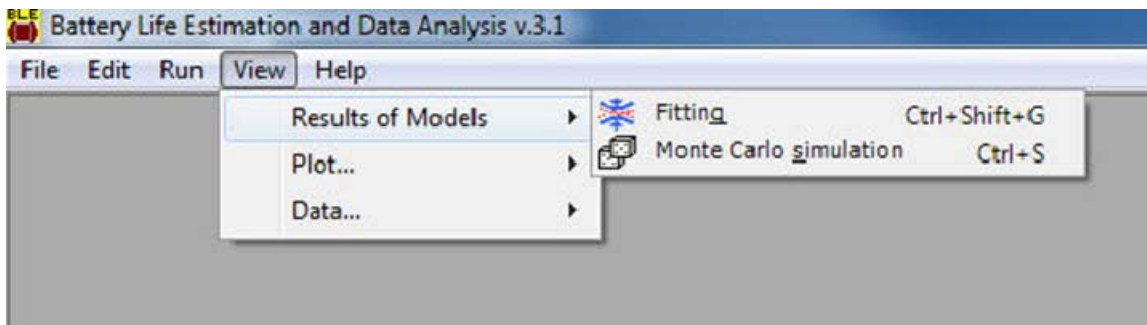 BLE
Battery Life Estimation and Data Analysis v.3.1
File Edit Run View Help
Results of Models
Plot...
Data...
Fitting Ctrl+Shift+G
Monte Carlo simulation Ctrl+S